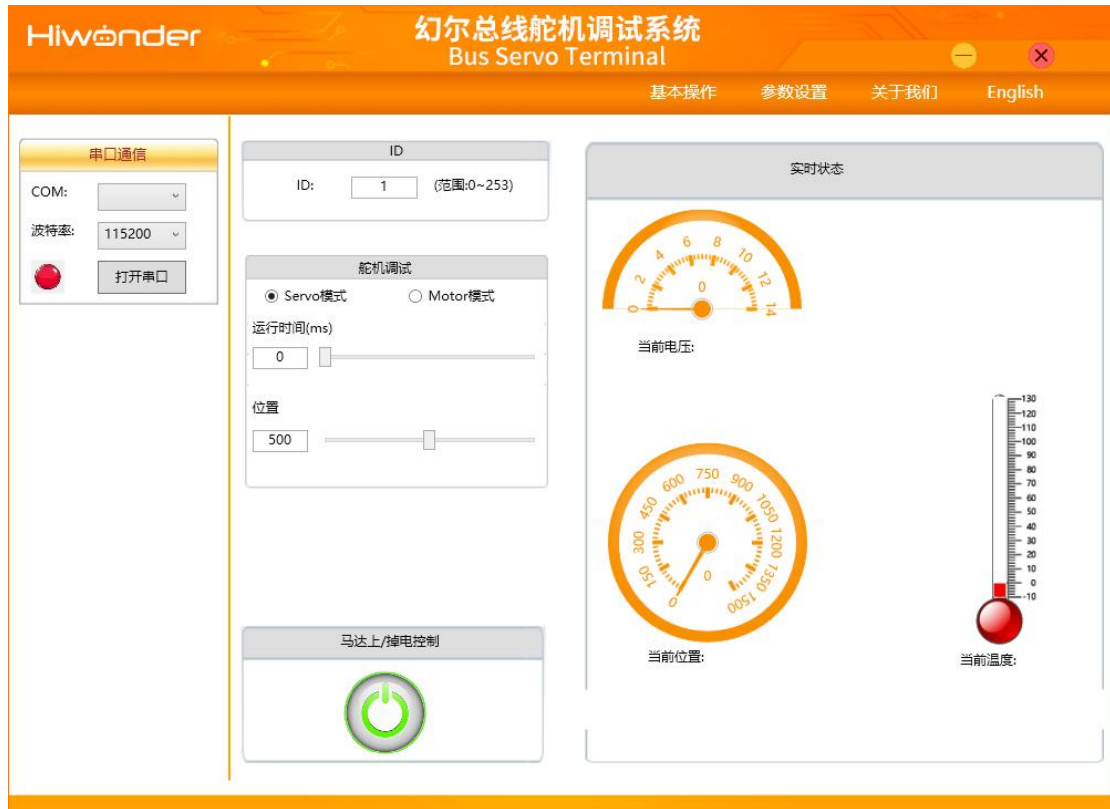 Hiwonder
幻尔总线舵机调试系统
Bus Servo Terminal
基本操作 参数设置 关于我们 English
串口通信
COM:
波特率: 115200
打开串口
ID
ID: 1 (范围:0~253)
舵机调试
Servo模式 Motor模式
运行时间(ms)
0
位置
500
马达上/掉电控制
实时状态
0 2 4 6 8 10 12 14
0
当前电压:
0 150 300 450 600 750 900 1050 1200 1350 1500
0
当前位置:
130
120
110
100
90
80
70
60
50
40
30
20
10
0
-10
当前温度: